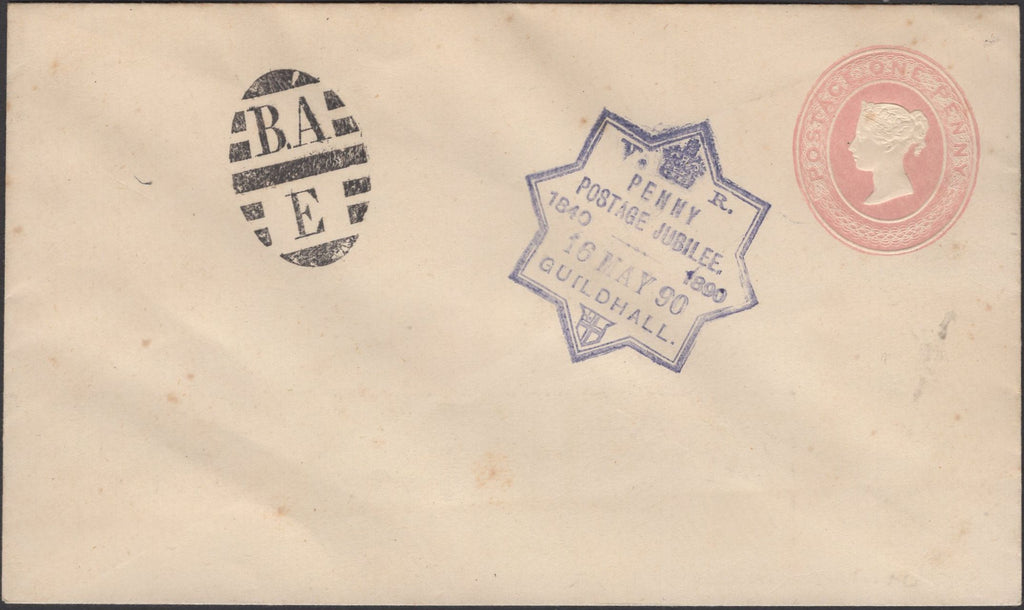 B.A.
E
V. R.
PENNY
POSTAGE JUBILEE.
1840 1890
16 MAY 90
GUILDHALL.
POSTAGE ONE PENNY